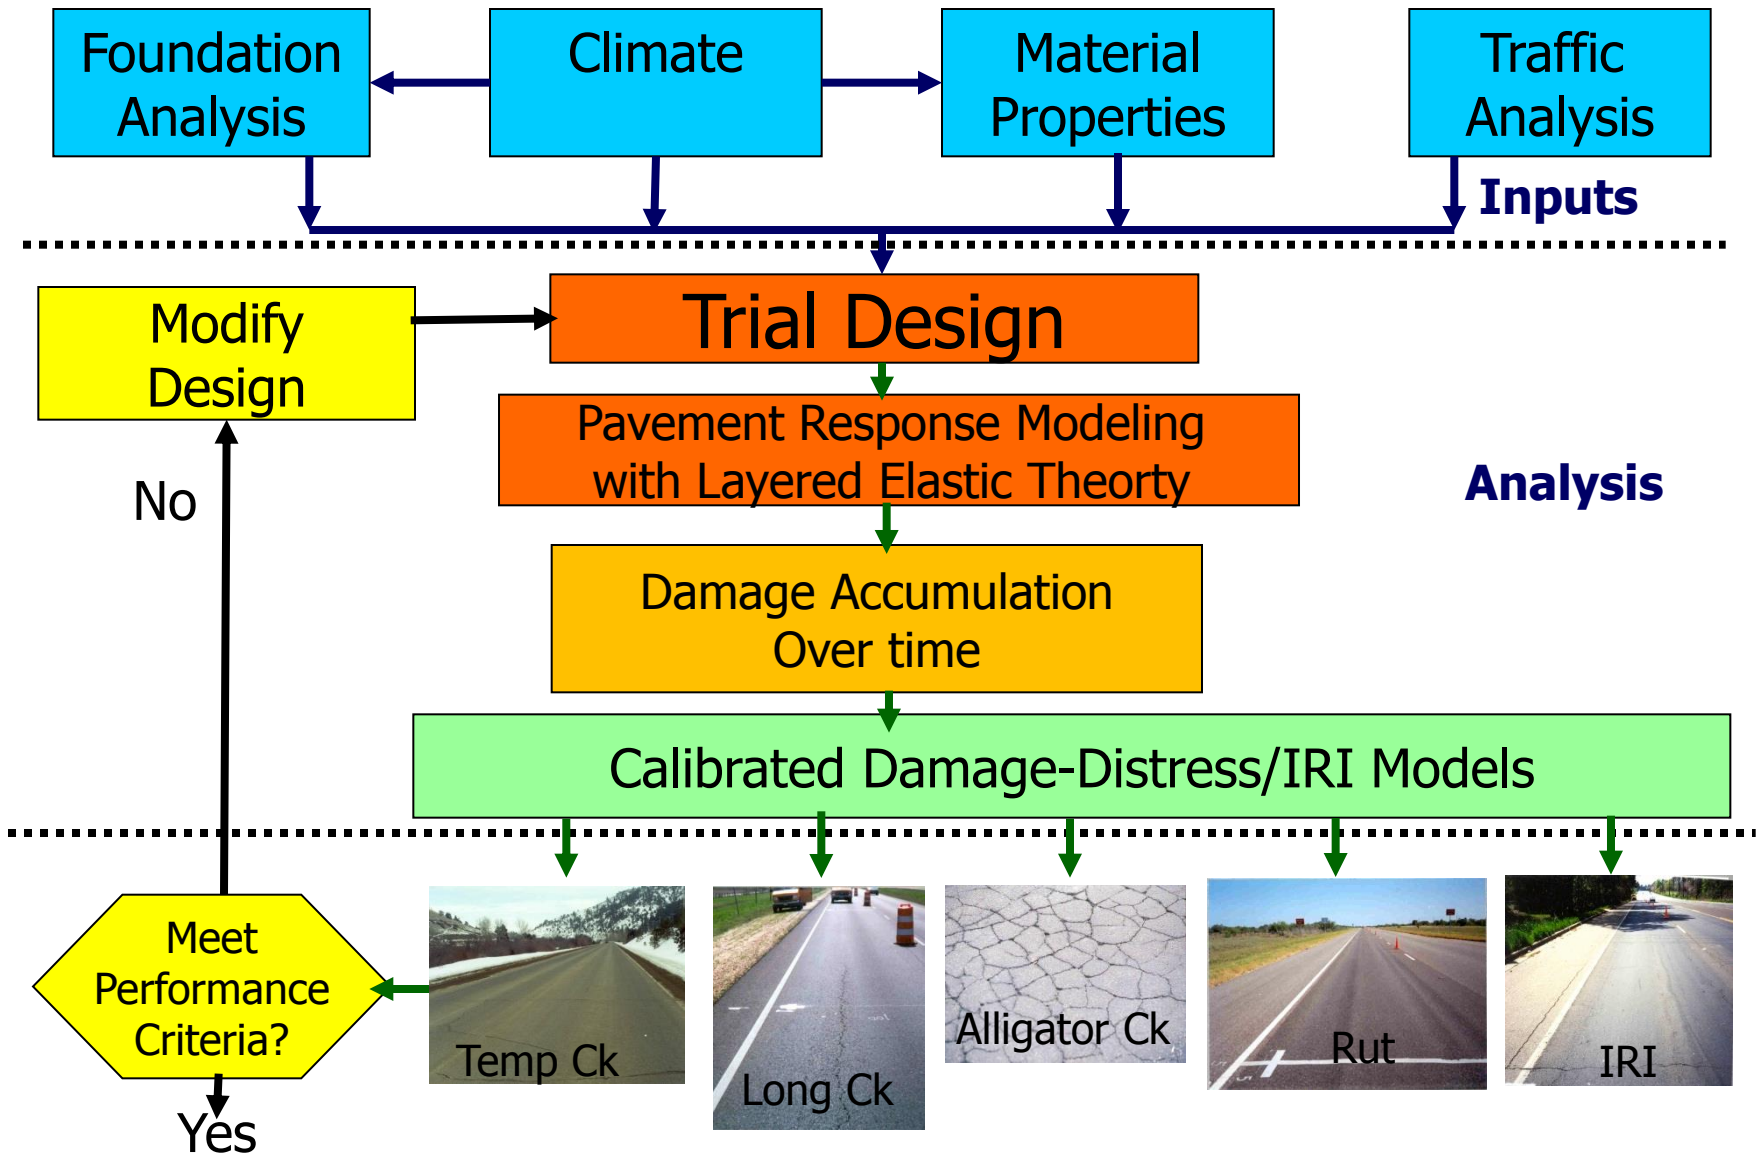 Foundation
Analysis
Climate
Material
Properties
Traffic
Analysis
Inputs
Modify
Design
Trial Design
Pavement Response Modeling
with Layered Elastic Theorty
Analysis
No
Damage Accumulation
Over time
Calibrated Damage-Distress/IRI Models
Meet
Performance
Criteria?
Temp Ck
Long Ck
Alligator Ck
Rut
IRI
Yes